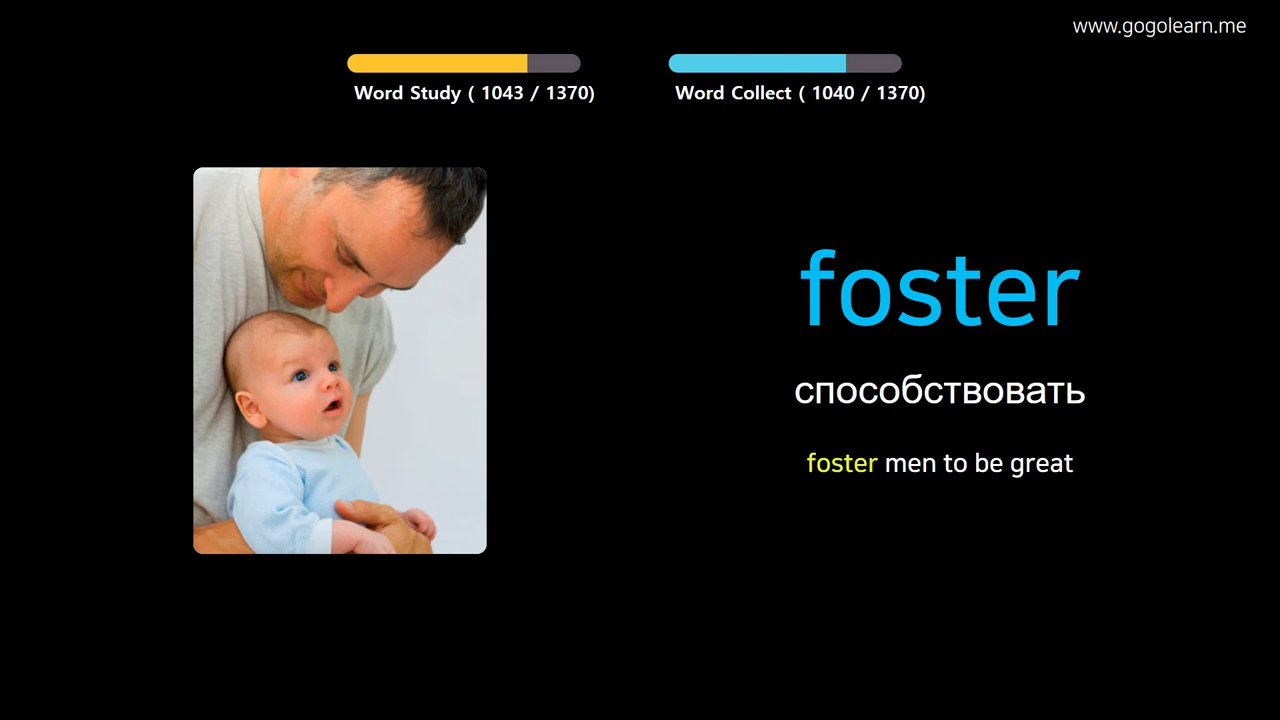 www.gogolearn.me
Word Study ( 1043 / 1370)
Word Collect ( 1040 / 1370)
foster
способствовать
foster men to be great